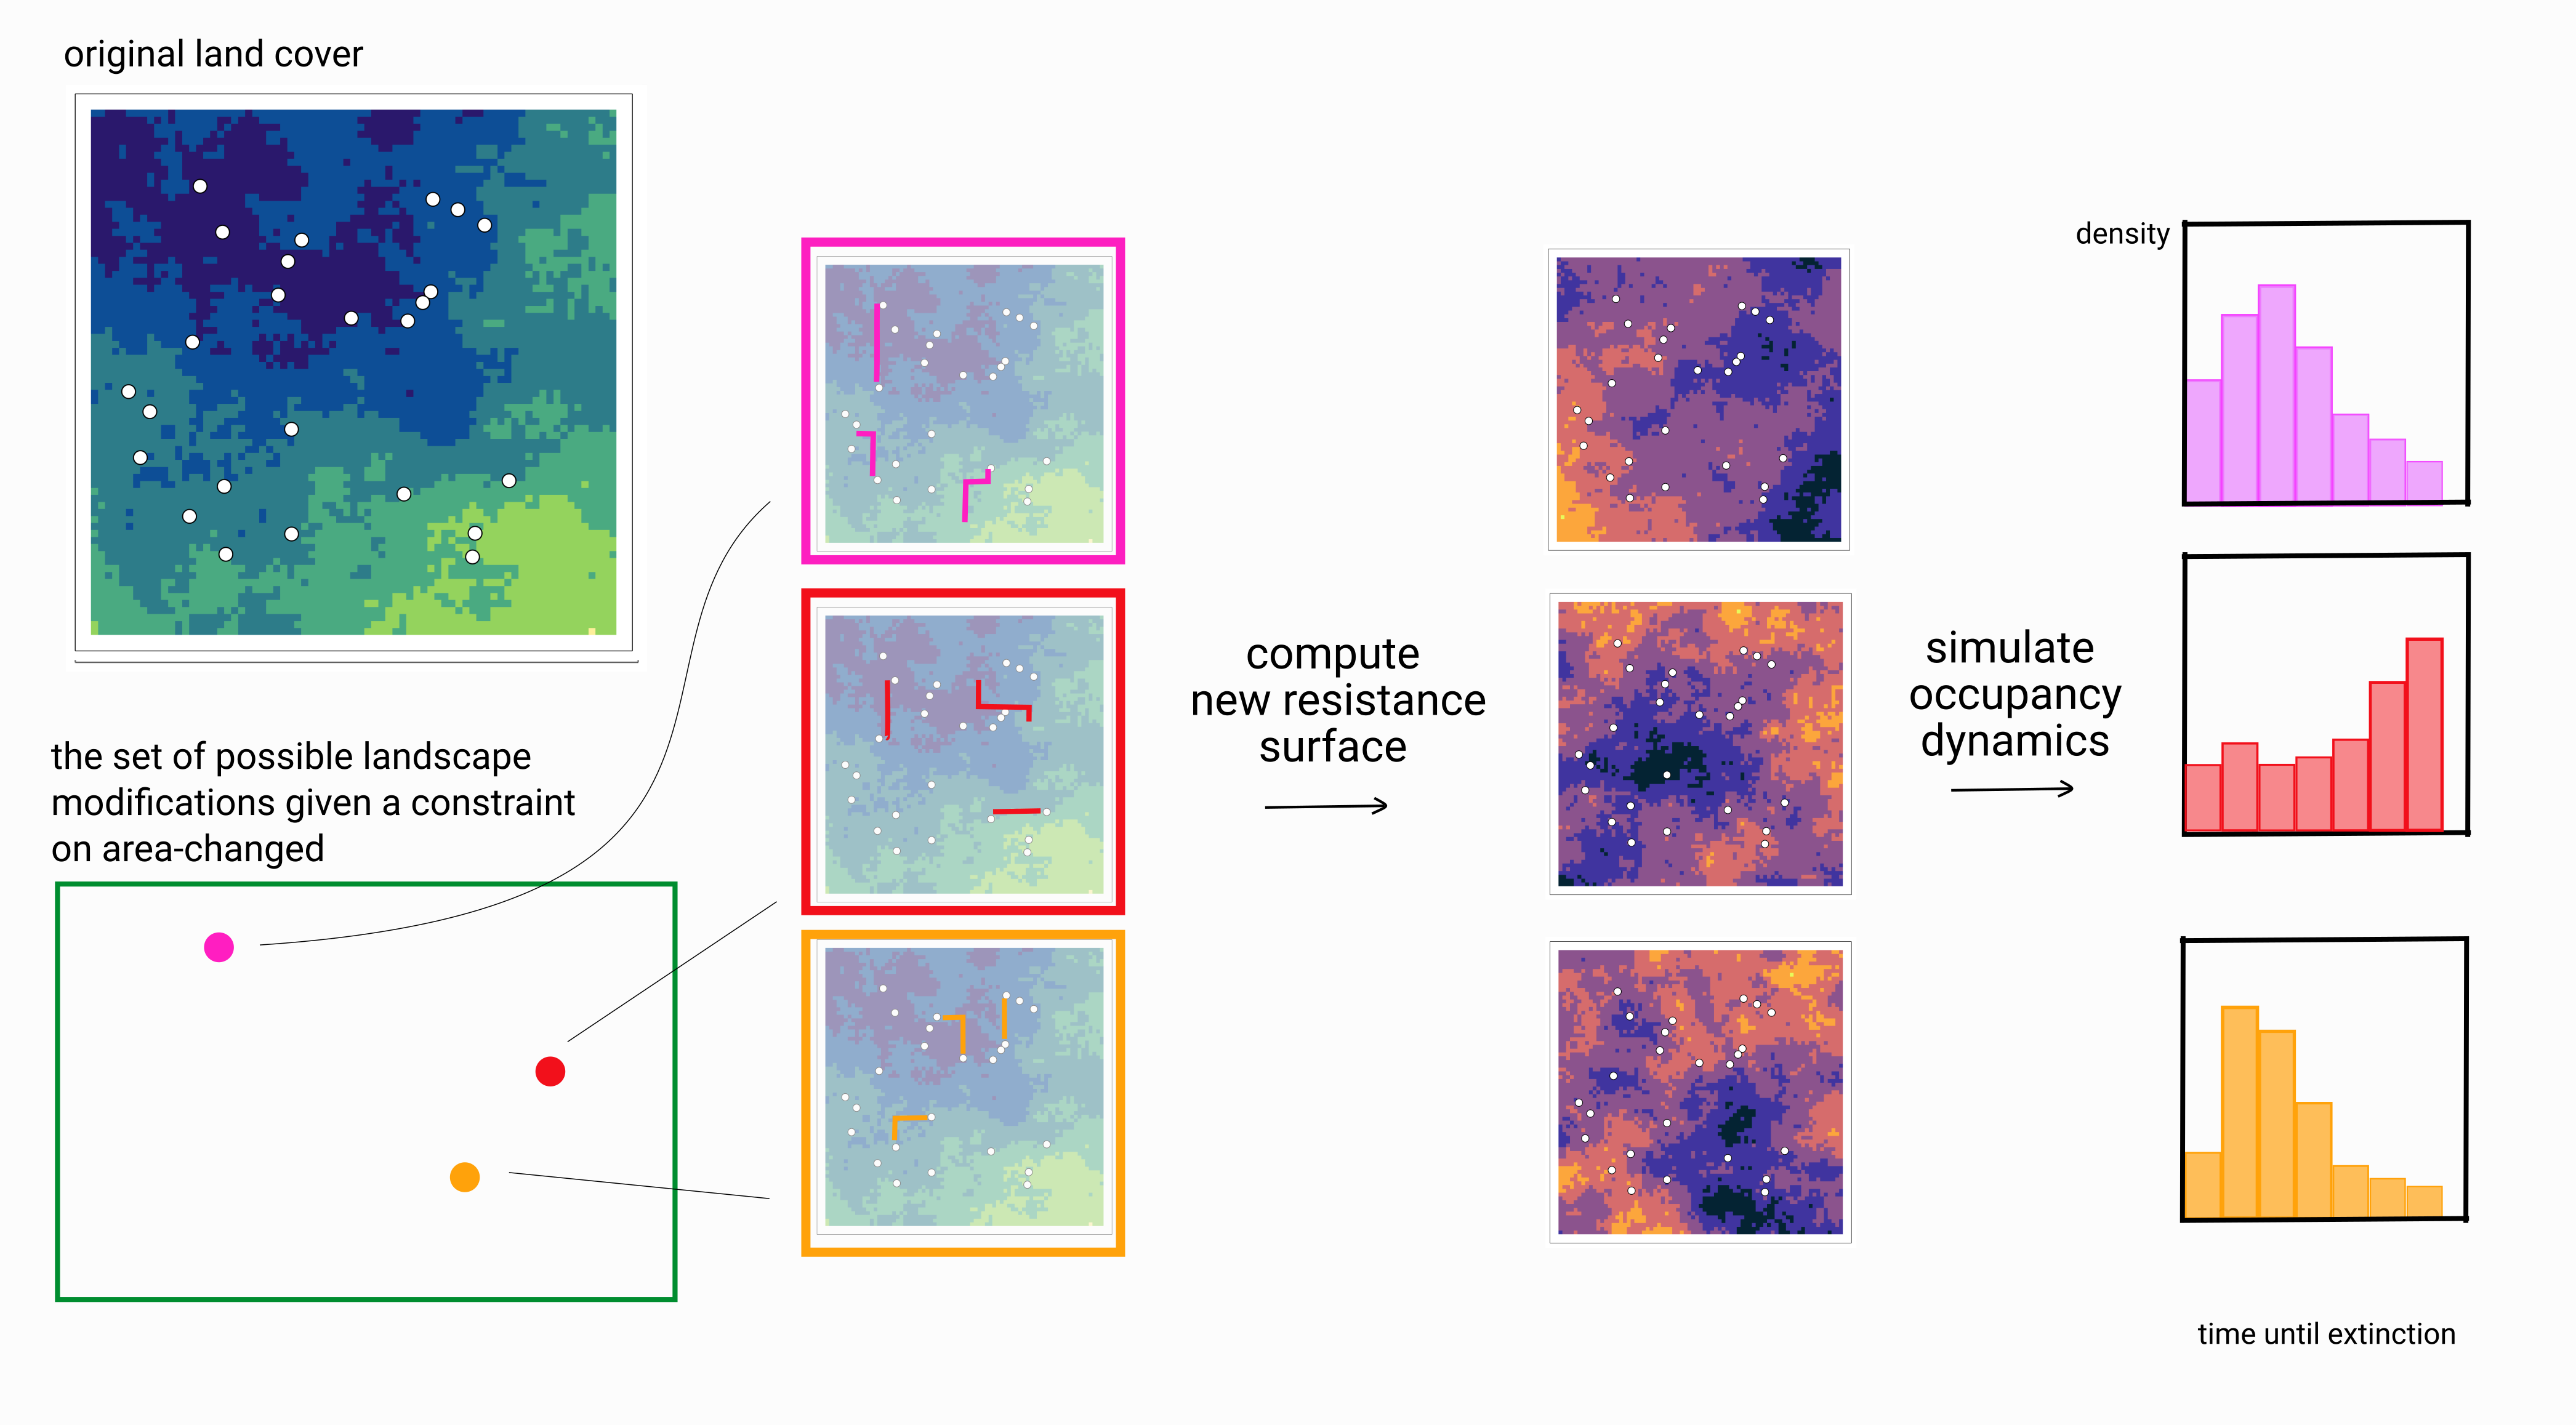 original land cover
the set of possible landscape
modifications given a constraint
on area-changed
compute
new resistance
surface
simulate
occupancy
dynamics
density
time until extinction